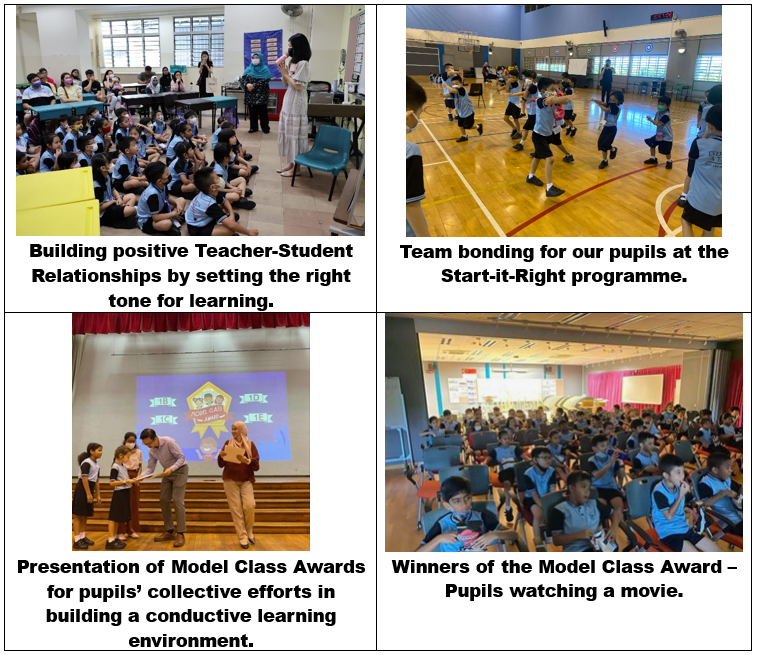 Building positive Teacher-Student
Relationships by setting the right
tone for learning.
Team bonding for our pupils at the
Start-it-Right programme.
1B
1D
MODEL CLASS
AWARD
1C
1E
Presentation of Model Class Awards
for pupils’ collective efforts in
building a conductive learning
environment.
Winners of the Model Class Award –
Pupils watching a movie.